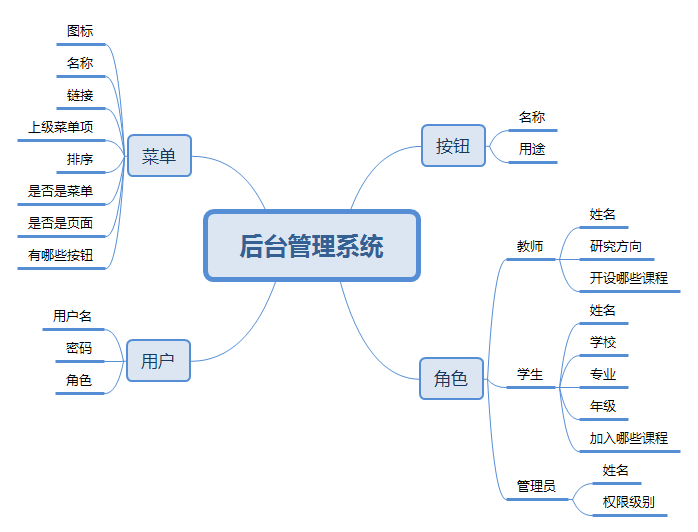 后台管理系统
菜单
图标
名称
链接
上级菜单项
排序
是否是菜单
是否是页面
有哪些按钮
用户
用户名
密码
角色
按钮
名称
用途
角色
教师
姓名
研究方向
开设哪些课程
学生
姓名
学校
专业
年级
加入哪些课程
管理员
姓名
权限级别